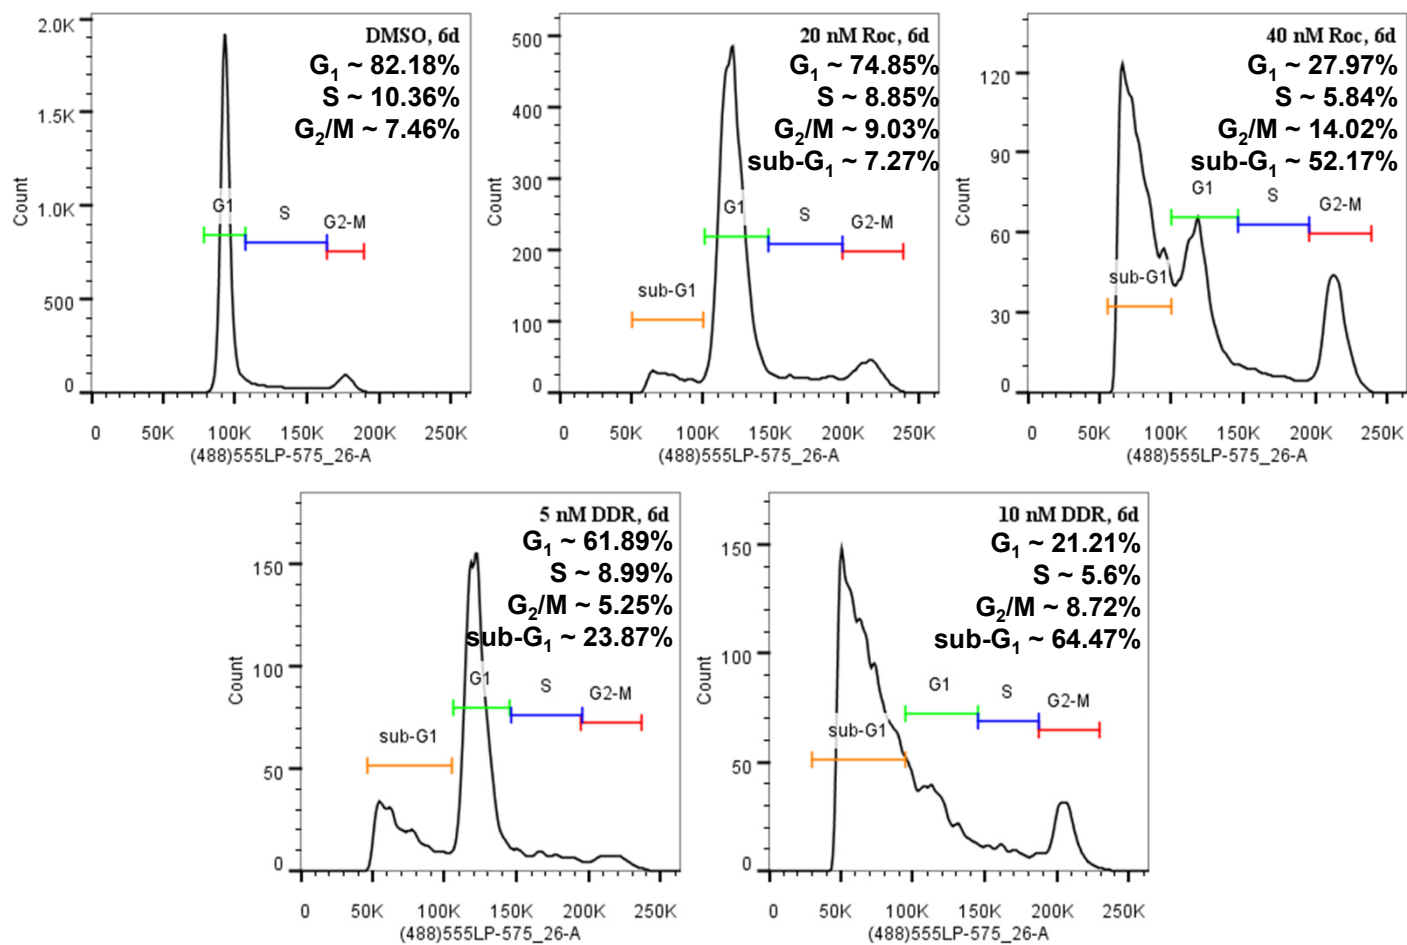 DMSO, 6d
G₁ ~ 82.18%
S ~ 10.36%
G₂/M ~ 7.46%
2.0K
1.5K
1.0K
500
0
Count
G1
S
G2-M
0 50K 100K 150K 200K 250K
(488)555LP-575_26-A
20 nM Roc, 6d
G₁ ~ 74.85%
S ~ 8.85%
G₂/M ~ 9.03%
sub-G₁ ~ 7.27%
500
400
300
200
100
0
Count
sub-G1
G1
S
G2-M
0 50K 100K 150K 200K 250K
(488)555LP-575_26-A
40 nM Roc, 6d
G₁ ~ 27.97%
S ~ 5.84%
G₂/M ~ 14.02%
sub-G₁ ~ 52.17%
120
90
60
30
0
Count
sub-G1
G1
S
G2-M
0 50K 100K 150K 200K 250K
(488)555LP-575_26-A
5 nM DDR, 6d
G₁ ~ 61.89%
S ~ 8.99%
G₂/M ~ 5.25%
sub-G₁ ~ 23.87%
150
100
50
0
Count
sub-G1
G1
S
G2-M
0 50K 100K 150K 200K 250K
(488)555LP-575_26-A
10 nM DDR, 6d
G₁ ~ 21.21%
S ~ 5.6%
G₂/M ~ 8.72%
sub-G₁ ~ 64.47%
150
100
50
0
Count
sub-G1
G1
S
G2-M
0 50K 100K 150K 200K 250K
(488)555LP-575_26-A